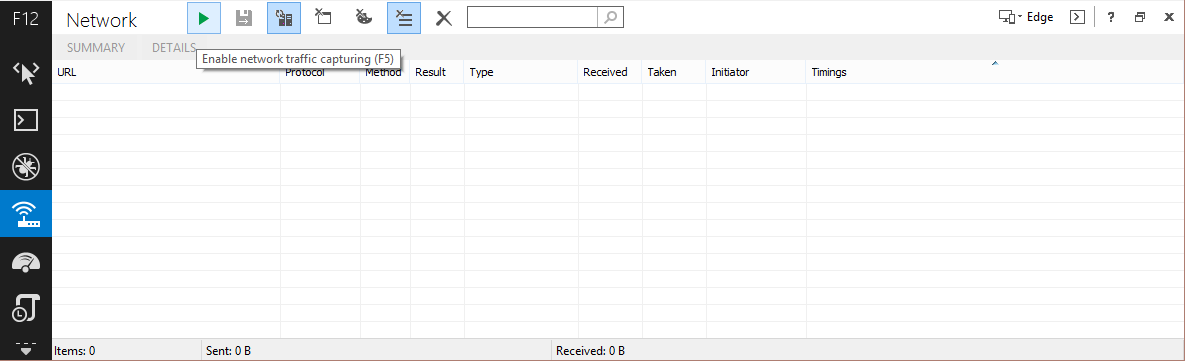 F12 Network Edge ?
SUMMARY DETAILS
Enable network traffic capturing (F5)
URL Protocol Method Result Type Received Taken Initiator Timings
Items: 0 Sent: 0 B Received: 0 B